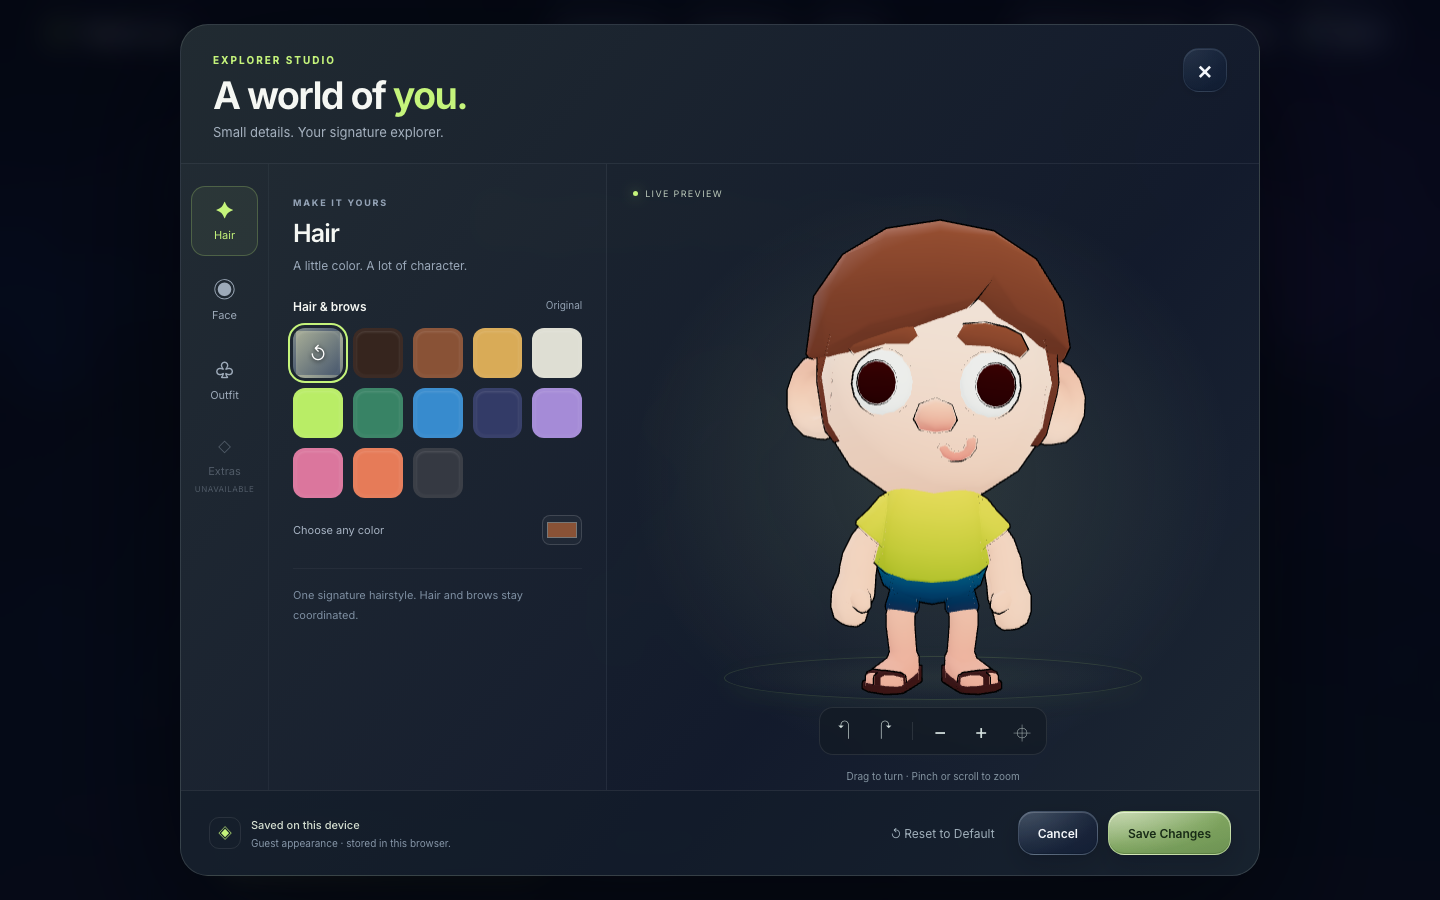 EXPLORER STUDIO
A world of you.
Small details. Your signature explorer.
Hair
Face
Outfit
Extras
UNAVAILABLE
MAKE IT YOURS
Hair
A little color. A lot of character.
Hair & brows
Original
Choose any color
One signature hairstyle. Hair and brows stay
coordinated.
LIVE PREVIEW
Drag to turn · Pinch or scroll to zoom
Saved on this device
Guest appearance · stored in this browser.
Reset to Default
Cancel
Save Changes